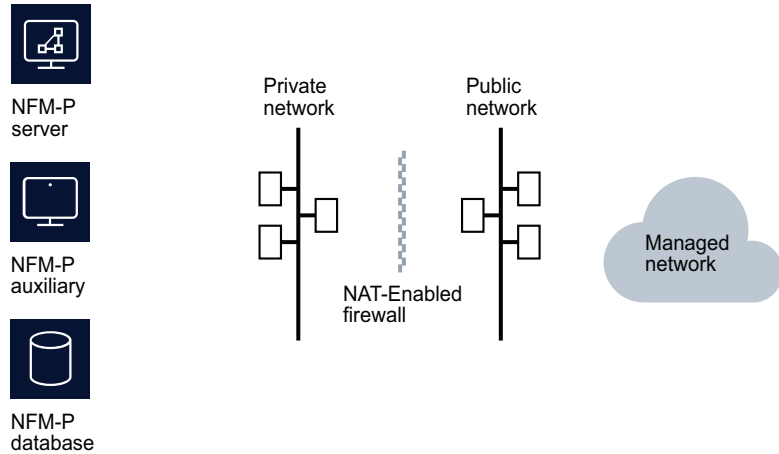 NFM-P
server
NFM-P
auxiliary
NFM-P
database
Private
network
Public
network
NAT-Enabled
firewall
Managed
network